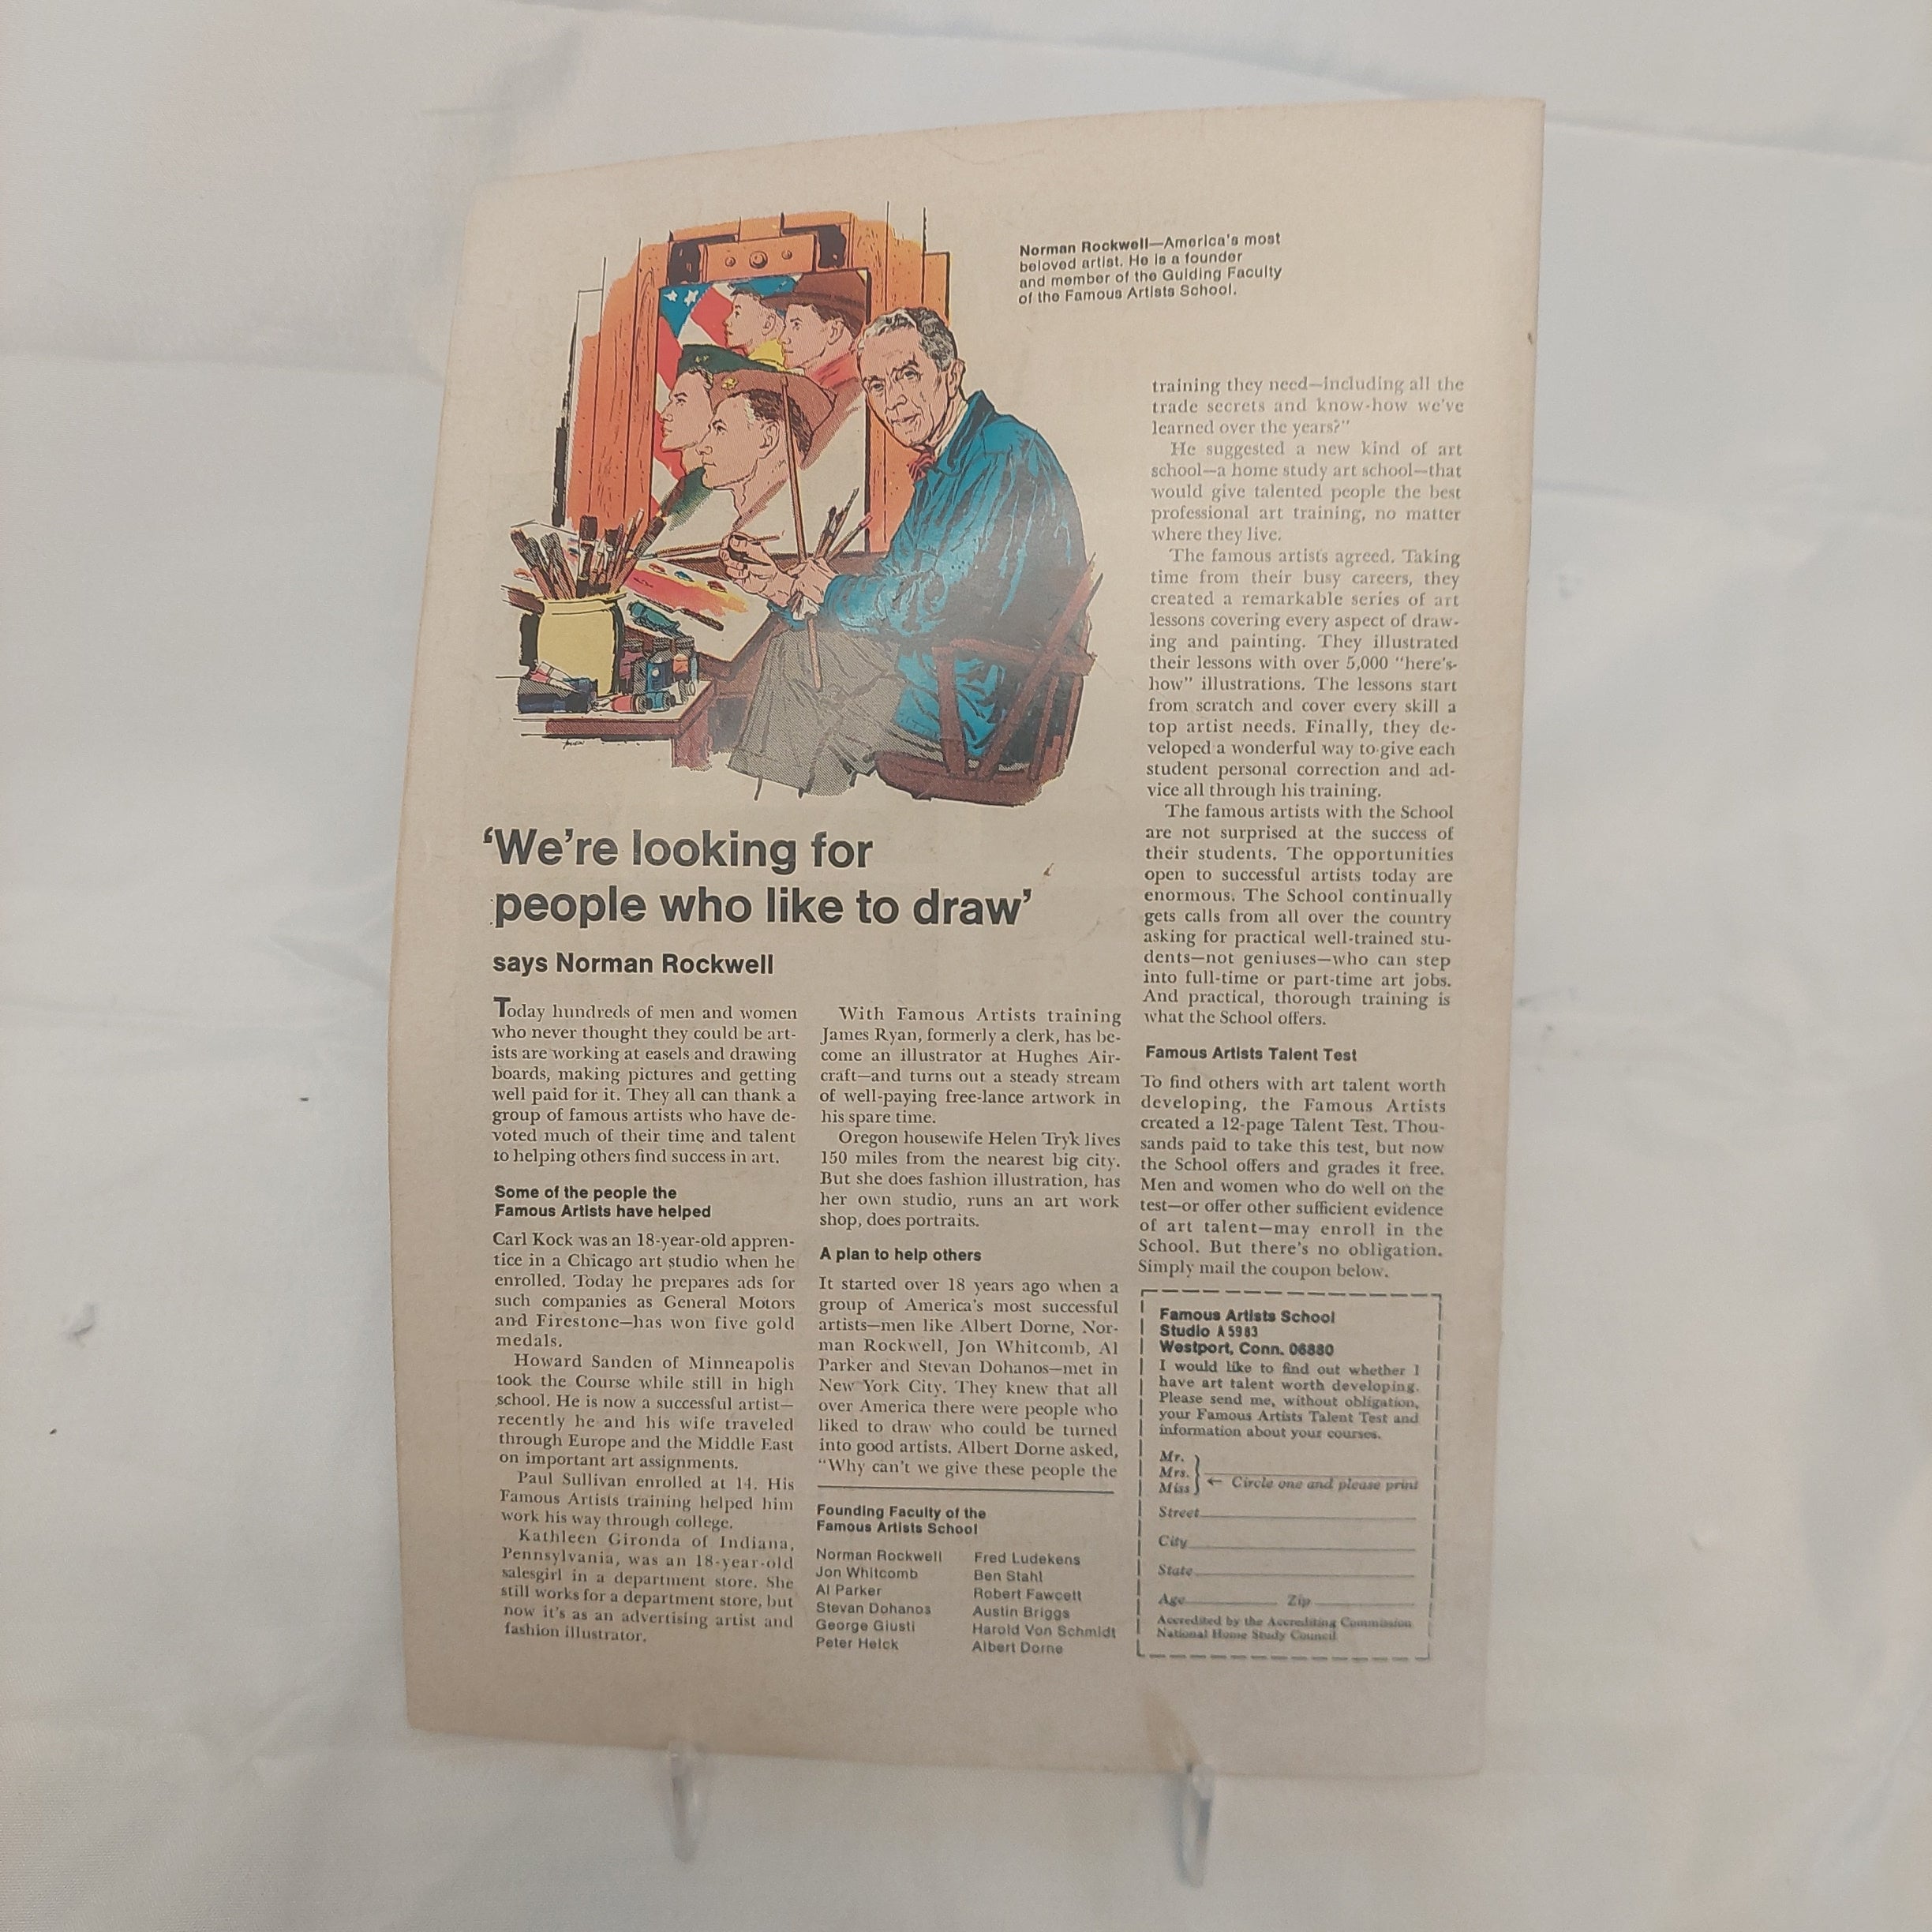 Norman Rockwell—America's most
beloved artist. He is a founder
and member of the Guiding Faculty
of the Famous Artists School.
'We're looking for
people who like to draw'
says Norman Rockwell
Today hundreds of men and women
who never thought they could be art-
ists are working at easels and drawing
boards, making pictures and getting
well paid for it. They all can thank a
group of famous artists who have de-
voted much of their time and talent
to helping others find success in art.
Some of the people the
Famous Artists have helped
Carl Kock was an 18-year-old appren-
tice in a Chicago art studio when he
enrolled. Today he prepares ads for
such companies as General Motors
and Firestone—has won five gold
medals.
Howard Sanden of Minneapolis
took the Course while still in high
school. He is now a successful artist—
recently he and his wife traveled
through Europe and the Middle East
on important art assignments.
Paul Sullivan enrolled at 14. His
Famous Artists training helped him
work his way through college.
Kathleen Gironda of Indiana,
Pennsylvania, was an 18-year-old
salesgirl in a department store. She
still works for a department store, but
now it's as an advertising artist and
fashion illustrator.
With Famous Artists training
James Ryan, formerly a clerk, has be-
come an illustrator at Hughes Air-
craft—and turns out a steady stream
of well-paying free-lance artwork in
his spare time.
Oregon housewife Helen Tryk lives
150 miles from the nearest big city.
But she does fashion illustration, has
her own studio, runs an art work
shop, does portraits.
A plan to help others
It started over 18 years ago when a
group of America's most successful
artists—men like Albert Dorne, Nor-
man Rockwell, Jon Whitcomb, Al
Parker and Stevan Dohanos—met in
New York City. They knew that all
over America there were people who
liked to draw who could be turned
into good artists. Albert Dorne asked,
"Why can't we give these people the
training they need—including all the
trade secrets and know-how we've
learned over the years?"
He suggested a new kind of art
school—a home study art school—that
would give talented people the best
professional art training, no matter
where they live.
The famous artists agreed. Taking
time from their busy careers, they
created a remarkable series of art
lessons covering every aspect of draw-
ing and painting. They illustrated
their lessons with over 5,000 "here's-
how" illustrations. The lessons start
from scratch and cover every skill a
top artist needs. Finally, they de-
veloped a wonderful way to give each
student personal correction and ad-
vice all through his training.
The famous artists with the School
are not surprised at the success of
their students. The opportunities
open to successful artists today are
enormous. The School continually
gets calls from all over the country
asking for practical well-trained stu-
dents—not geniuses—who can step
into full-time or part-time art jobs.
And practical, thorough training is
what the School offers.
Famous Artists Talent Test
To find others with art talent worth
developing, the Famous Artists
created a 12-page Talent Test. Thou-
sands paid to take this test, but now
the School offers and grades it free.
Men and women who do well on the
test—or offer other sufficient evidence
of art talent—may enroll in the
School. But there's no obligation.
Simply mail the coupon below.
Founding Faculty of the
Famous Artists School
Norman Rockwell
Jon Whitcomb
Al Parker
Stevan Dohanos
George Giusti
Peter Helck
Fred Ludekens
Ben Stahl
Robert Fawcett
Austin Briggs
Harold Von Schmidt
Albert Dorne
Famous Artists School
Studio A5983
Westport, Conn. 06880
I would like to find out whether I
have art talent worth developing.
Please send me, without obligation,
your Famous Artists Talent Test and
information about your courses.
Mr.
Mrs.
Miss
← Circle one and please print
Street
City
State
Age Zip
Accredited by the Accrediting Commission
National Home Study Council